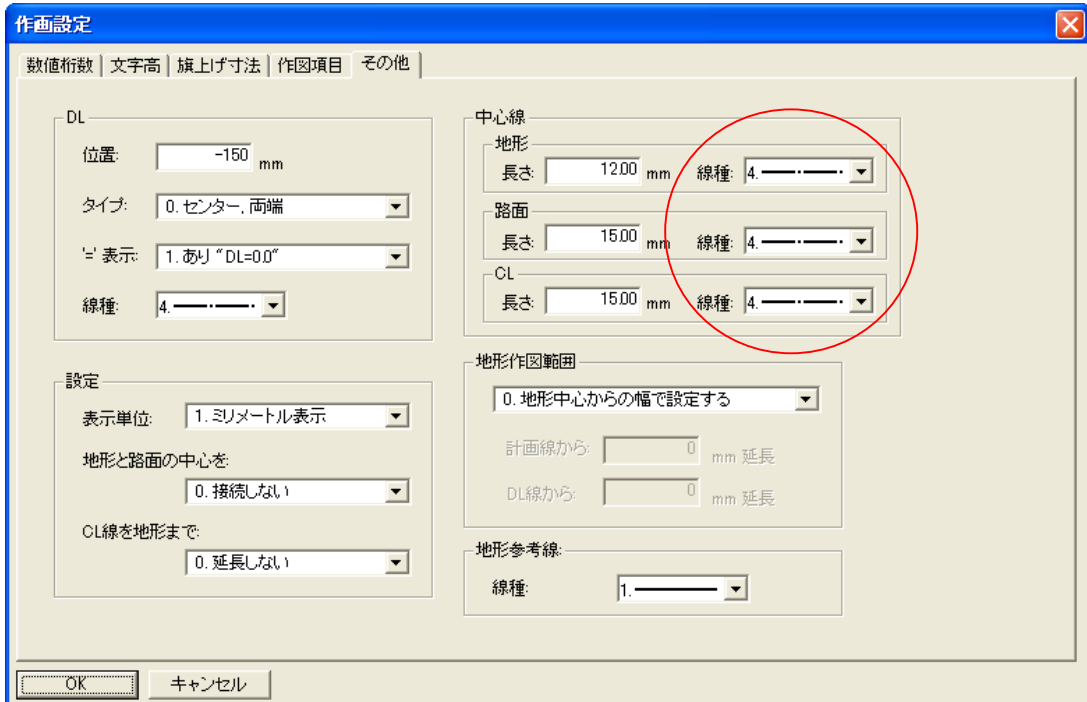 作画設定
数値桁数 文字高 旗上げ寸法 作図項目 その他
DL
位置: -150 mm
タイプ: 0. センター, 両端
'=' 表示: 1. あり "DL=0.0"
線種: 4.
設定
表示単位: 1. ミリメートル表示
地形と路面の中心を:
0. 接続しない
CL線を地形まで:
0. 延長しない
中心線
地形
長さ: 12.00 mm 線種: 4.
路面
長さ: 15.00 mm 線種: 4.
CL
長さ: 15.00 mm 線種: 4.
地形作図範囲
0. 地形中心からの幅で設定する
計画線から: 0 mm 延長
DL線から: 0 mm 延長
地形参考線:
線種: 1.
OK キャンセル